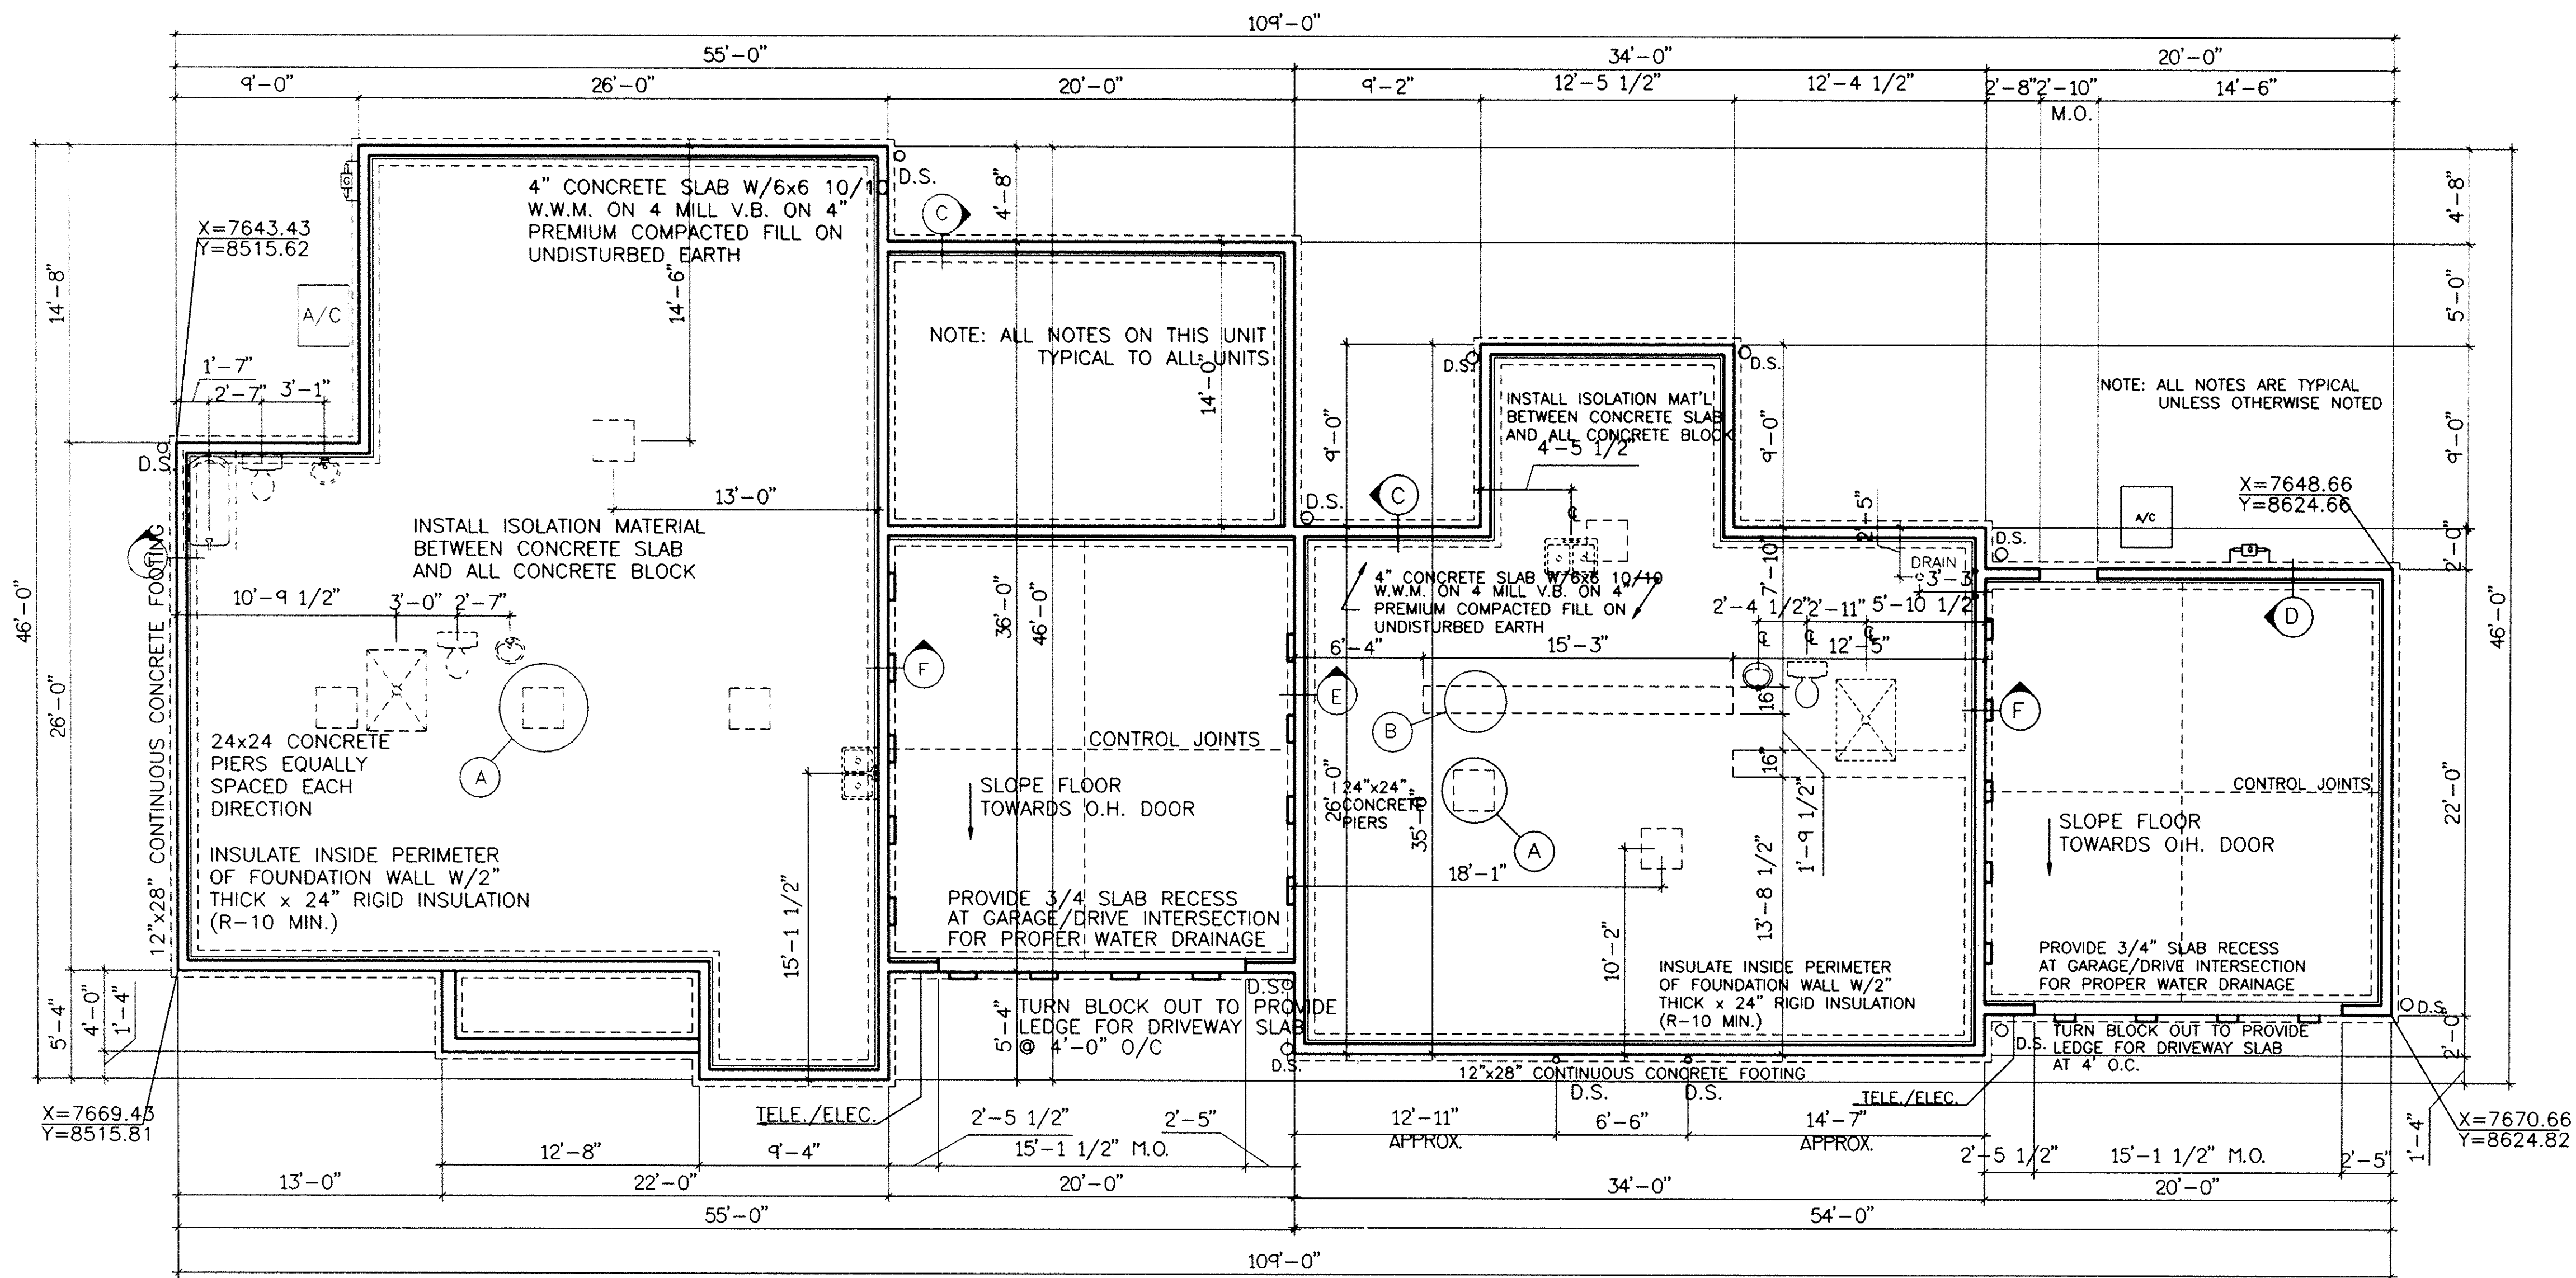 109'-0"
55'-0"
34'-0"
20'-0"
9'-0"
26'-0"
20'-0"
9'-2"
12'-5 1/2"
12'-4 1/2"
2'-8"
2'-10"
M.O.
14'-6"
46'-0"
14'-8"
26'-0"
5'-4"
4'-0"
1'-4"
X=7643.43
Y=8515.62
A/C
1'-7"
2'-7"
3'-1"
D.S.
4" CONCRETE SLAB W/6x6 10/10
W.W.M. ON 4 MILL V.B. ON 4"
PREMIUM COMPACTED FILL ON
UNDISTURBED EARTH
14'-6"
13'-0"
D.S.
C
4'-8"
NOTE: ALL NOTES ON THIS UNIT
TYPICAL TO ALL UNITS
14'-0"
12"x28" CONTINUOUS CONCRETE FOOTING
INSTALL ISOLATION MATERIAL
BETWEEN CONCRETE SLAB
AND ALL CONCRETE BLOCK
10'-9 1/2"
3'-0"
2'-7"
A
24x24 CONCRETE
PIERS EQUALLY
SPACED EACH
DIRECTION
INSULATE INSIDE PERIMETER
OF FOUNDATION WALL W/2"
THICK x 24" RIGID INSULATION
(R-10 MIN.)
15'-1 1/2"
F
36'-0"
46'-0"
CONTROL JOINTS
SLOPE FLOOR
TOWARDS O.H. DOOR
PROVIDE 3/4 SLAB RECESS
AT GARAGE/DRIVE INTERSECTION
FOR PROPER WATER DRAINAGE
D.S.
5'-4"
TURN BLOCK OUT TO PROVIDE
LEDGE FOR DRIVEWAY SLAB
@ 4'-0" O/C
D.S.
TELE./ELEC.
D.S.
9'-0"
C
D.S.
INSTALL ISOLATION MAT'L
BETWEEN CONCRETE SLAB
AND ALL CONCRETE BLOCK
4'-5 1/2"
D.S.
9'-0"
4" CONCRETE SLAB W/6x6 10/10
W.W.M. ON 4 MILL V.B. ON 4"
PREMIUM COMPACTED FILL ON
UNDISTURBED EARTH
7'-10"
2'-5"
DRAIN
3'-3"
2'-4 1/2"
2'-11"
5'-10 1/2"
6'-4"
15'-3"
12'-5"
E
B
A
16"
16"
1'-9 1/2"
24"x24"
CONCRETE
PIERS
26'-0"
35'-0"
18'-1"
10'-2"
13'-8 1/2"
INSULATE INSIDE PERIMETER
OF FOUNDATION WALL W/2"
THICK x 24" RIGID INSULATION
(R-10 MIN.)
12"x28" CONTINUOUS CONCRETE FOOTING
D.S.
D.S.
NOTE: ALL NOTES ARE TYPICAL
UNLESS OTHERWISE NOTED
A/C
D.S.
X=7648.66
Y=8624.66
D
F
CONTROL JOINTS
SLOPE FLOOR
TOWARDS O.H. DOOR
PROVIDE 3/4" SLAB RECESS
AT GARAGE/DRIVE INTERSECTION
FOR PROPER WATER DRAINAGE
D.S.
TURN BLOCK OUT TO PROVIDE
LEDGE FOR DRIVEWAY SLAB
AT 4' O.C.
D.S.
TELE./ELEC.
4'-8"
5'-0"
9'-0"
2'-0"
22'-0"
2'-0"
1'-4"
46'-0"
X=7669.43
Y=8515.81
X=7670.66
Y=8624.82
2'-5 1/2"
15'-1 1/2" M.O.
2'-5"
12'-11"
APPROX.
6'-6"
14'-7"
APPROX.
2'-5 1/2"
15'-1 1/2" M.O.
2'-5"
12'-8"
9'-4"
13'-0"
22'-0"
20'-0"
34'-0"
20'-0"
55'-0"
54'-0"
109'-0"